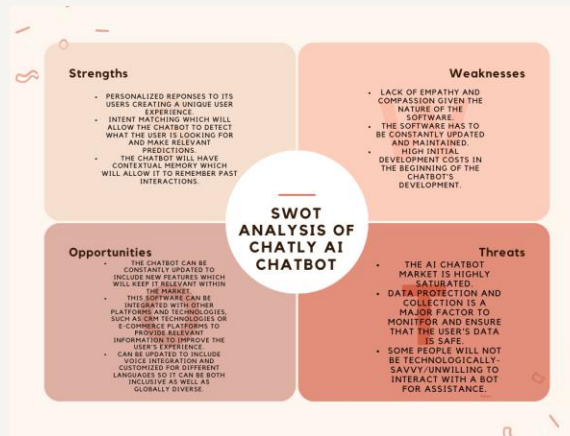 Strengths
• PERSONALIZED REPONSES TO ITS
USERS CREATING A UNIQUE USER
EXPERIENCE.
• INTENT MATCHING WHICH WILL
ALLOW THE CHATBOT TO DETECT
WHAT THE USER IS LOOKING FOR
AND MAKE RELEVANT
PREDICTIONS.
• THE CHATBOT WILL HAVE
CONTEXTUAL MEMORY WHICH
WILL ALLOW IT TO REMEMBER PAST
INTERACTIONS.
Weaknesses
• LACK OF EMPATHY AND
COMPASSION GIVEN THE
NATURE OF THE
SOFTWARE.
• THE SOFTWARE HAS TO
BE CONSTANTLY UPDATED
AND MAINTAINED.
• HIGH INITIAL
DEVELOPMENT COSTS IN
THE BEGINNING OF THE
CHATBOT'S
DEVELOPMENT.
SWOT
ANALYSIS OF
CHATLY AI
CHATBOT
Opportunities
• THE CHATBOT CAN BE
CONSTANTLY UPDATED TO
INCLUDE NEW FEATURES WHICH
WILL KEEP IT RELEVANT WITHIN
THE MARKET.
• THIS SOFTWARE CAN BE
INTEGRATED WITH OTHER
PLATFORMS AND TECHNOLOGIES,
SUCH AS CRM TECHNOLOGIES OR
E-COMMERCE PLATFORMS TO
PROVIDE RELEVANT
INFORMATION TO IMPROVE THE
USER'S EXPERIENCE.
• CAN BE UPDATED TO INCLUDE
VOICE INTEGRATION AND
CUSTOMIZED FOR DIFFERENT
LANGUAGES SO IT CAN BE BOTH
INCLUSIVE AS WELL AS
GLOBALLY DIVERSE.
Threats
• THE AI CHATBOT
MARKET IS HIGHLY
SATURATED.
• DATA PROTECTION AND
COLLECTION IS A
MAJOR FACTOR TO
MONITFOR AND ENSURE
THAT THE USER'S DATA
IS SAFE.
• SOME PEOPLE WILL NOT
BE TECHNOLOGICALLY-
SAVVY/UNWILLING TO
INTERACT WITH A BOT
FOR ASSISTANCE.